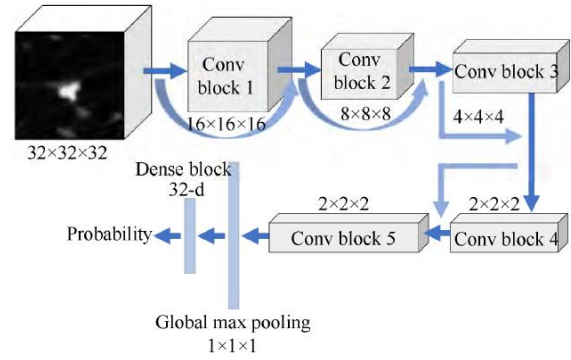 Conv
block 1
Conv
block 2
Conv block 3
16×16×16
8×8×8
4×4×4
32×32×32
Dense block
32-d
2×2×2
2×2×2
Probability
Conv block 5
Conv block 4
Global max pooling
1×1×1